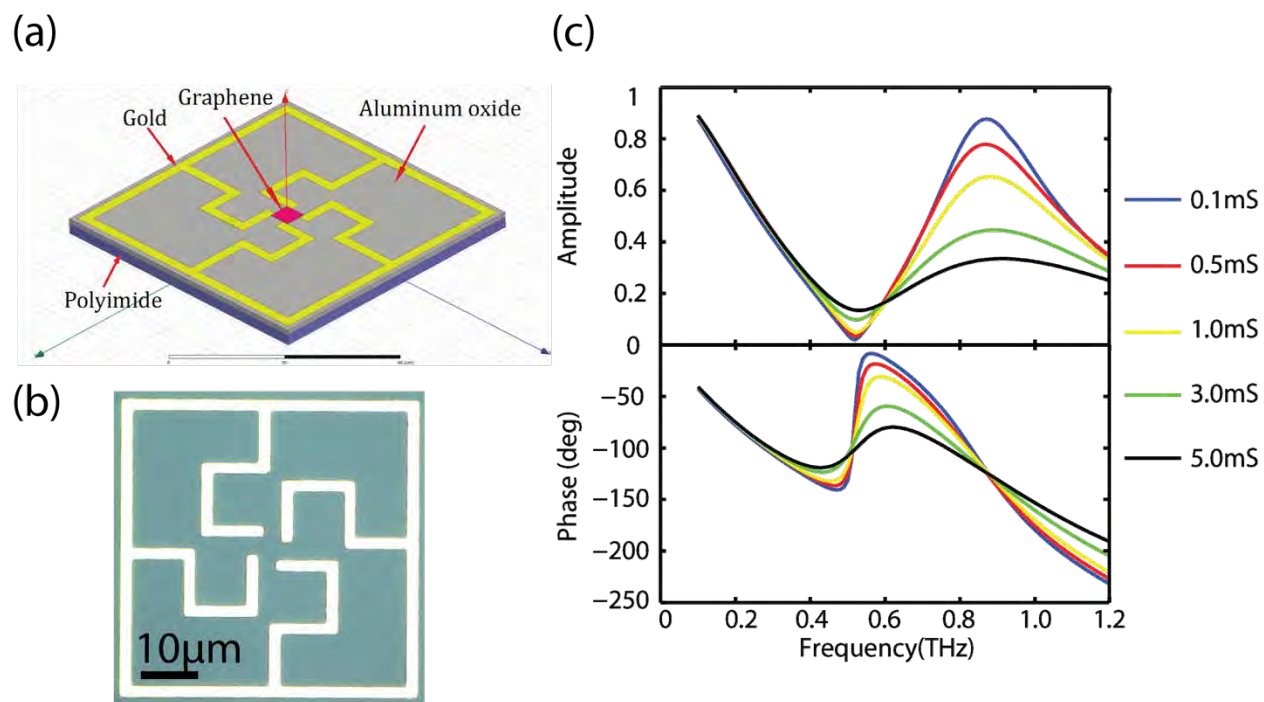 (a)
Graphene
Gold
Aluminum oxide
Polyimide
(b)
10μm
(c)
Amplitude
1
0.8
0.6
0.4
0.2
0
Phase (deg)
−50
−100
−150
−200
−250
0 0.2 0.4 0.6 0.8 1.0 1.2
Frequency(THz)
0.1mS
0.5mS
1.0mS
3.0mS
5.0mS